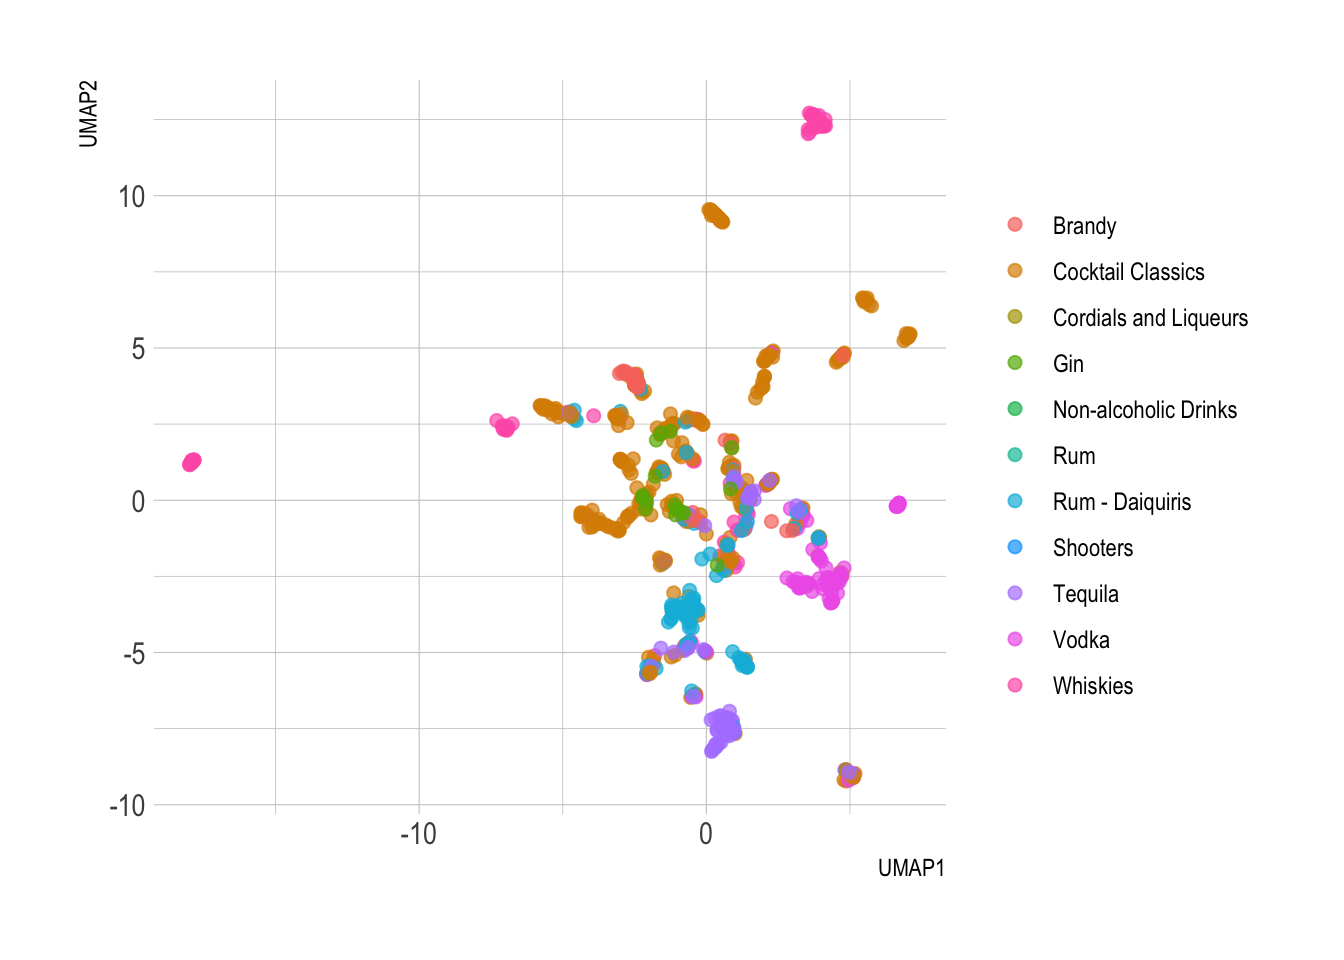 UMAP2
10
5
0
-5
-10
-10
0
UMAP1
Brandy
Cocktail Classics
Cordials and Liqueurs
Gin
Non-alcoholic Drinks
Rum
Rum - Daiquiris
Shooters
Tequila
Vodka
Whiskies